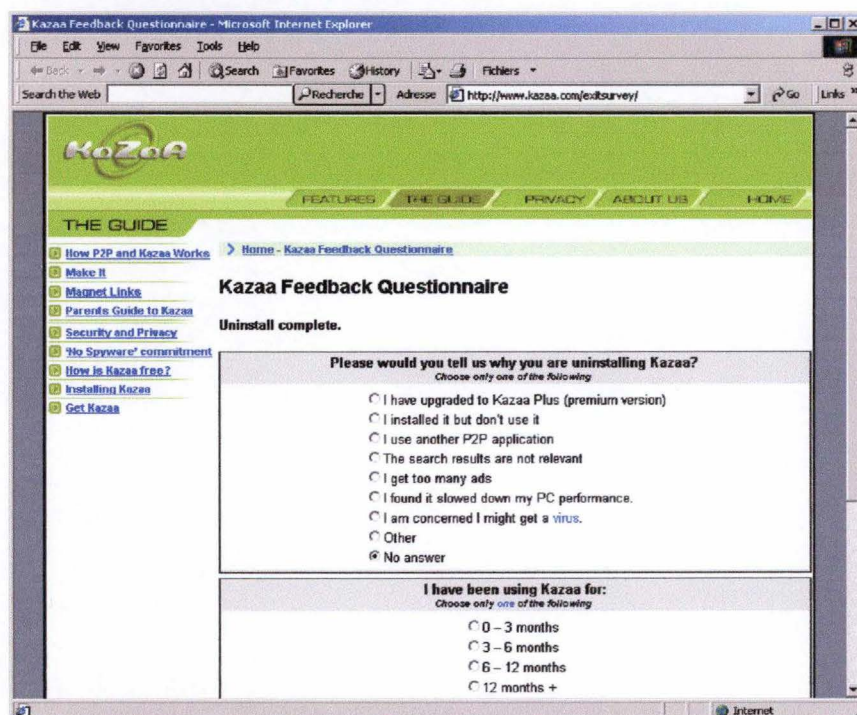 Kazaa Feedback Questionnaire - Microsoft Internet Explorer
File Edit View Favorites Tools Help
Back Search Favorites History Fichiers
Search the Web Recherche Adresse http://www.kazaa.com/exitsurvey/ Go Links
KaZaA
FEATURES THE GUIDE PRIVACY ABOUT US HOME
THE GUIDE
How P2P and Kazaa Works
Make It
Magnet Links
Parents Guide to Kazaa
Security and Privacy
'No Spyware' commitment
How is Kazaa free?
Installing Kazaa
Get Kazaa
Home - Kazaa Feedback Questionnaire
Kazaa Feedback Questionnaire
Uninstall complete.
Please would you tell us why you are uninstalling Kazaa?
Choose only one of the following
I have upgraded to Kazaa Plus (premium version)
I installed it but don't use it
I use another P2P application
The search results are not relevant
I get too many ads
I found it slowed down my PC performance.
I am concerned I might get a virus.
Other
No answer
I have been using Kazaa for:
Choose only one of the following
0 – 3 months
3 – 6 months
6 – 12 months
12 months +
Internet